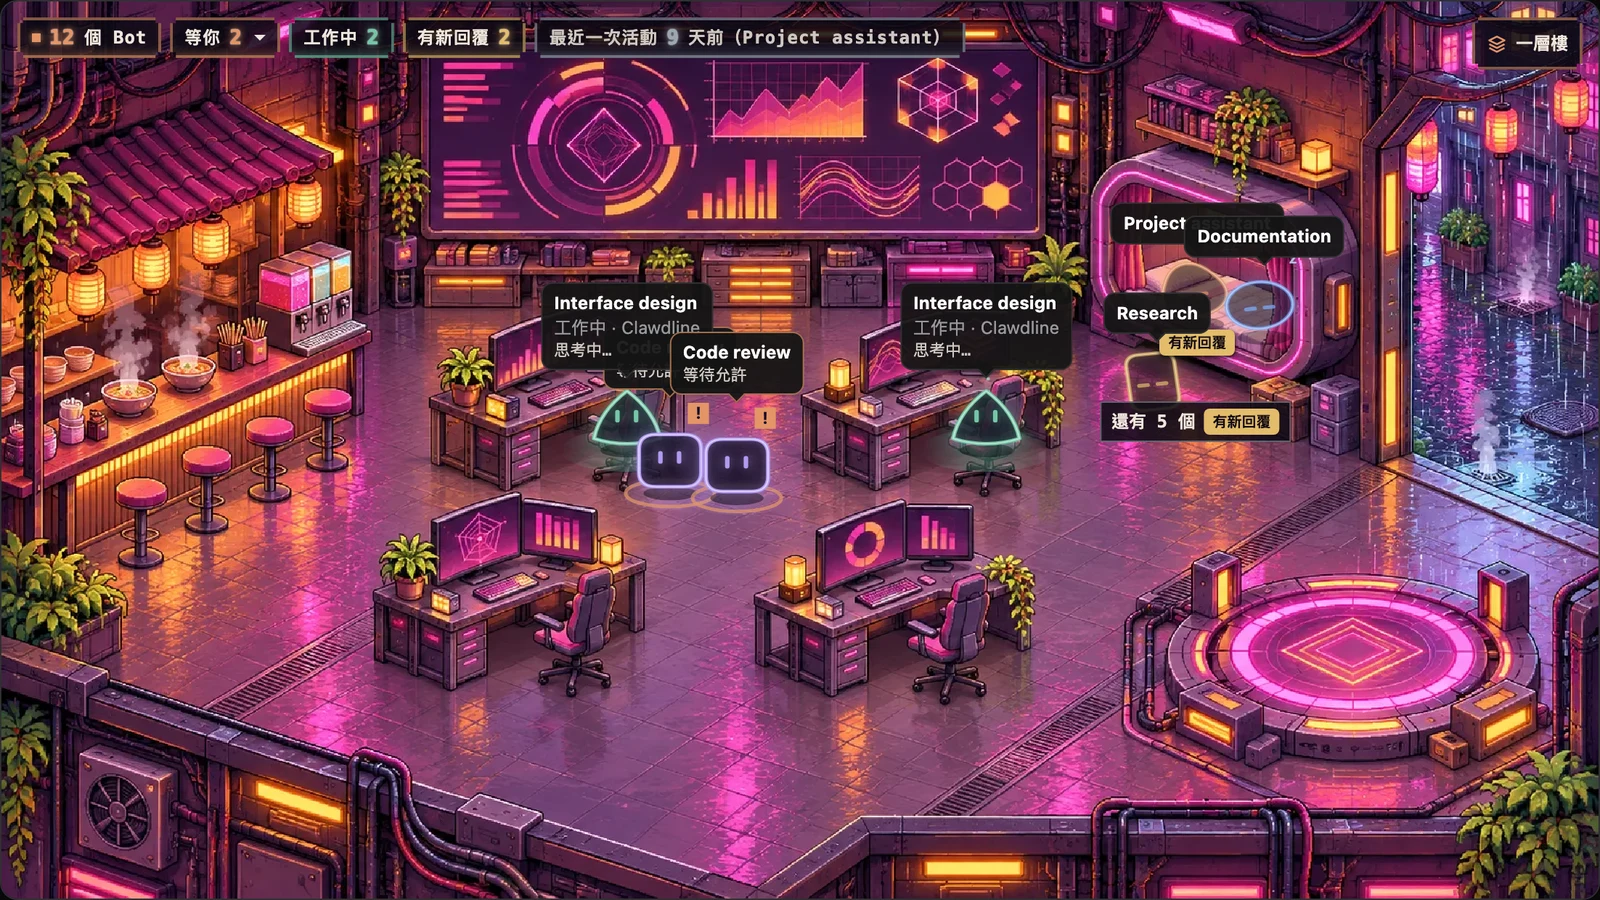 12 個 Bot
等你 2
工作中 2
有新回覆 2
最近一次活動 9 天前 (Project assistant)
一層樓
Project assistant
Documentation
Interface design
工作中 · Clawdline
思考中...
Code review
等待允許
Interface design
工作中 · Clawdline
思考中...
Research
有新回覆
還有 5 個 有新回覆
!
!